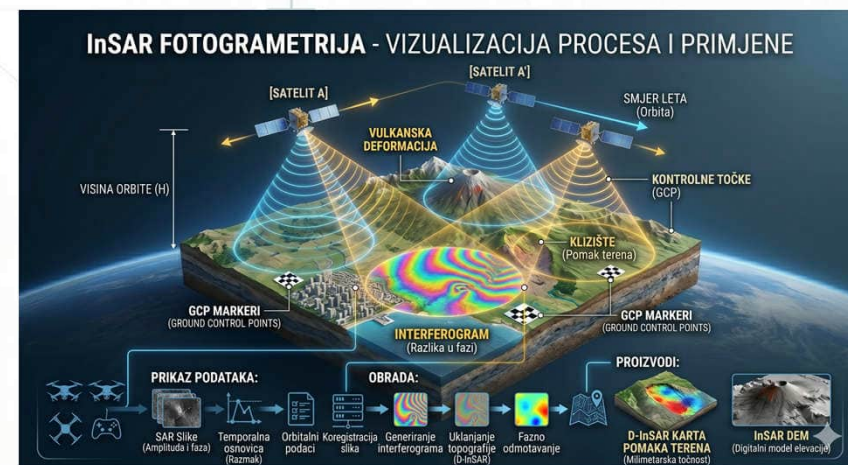 InSAR FOTOGRAMETRIJA - VIZUALIZACIJA PROCESA I PRIMJENE
[SATELIT A]
[SATELIT A']
SMJER LETA
(Orbita)
VULKANSKA
DEFORMACIJA
VISINA ORBITE (H)
KONTROLNE TOČKE
(GCP)
KLIZIŠTE
(Pomak terena)
GCP MARKERI
(GROUND CONTROL POINTS)
INTERFEROGRAM
(Razlika u fazi)
GCP MARKERI
(GROUND CONTROL POINTS)
PRIKAZ PODATAKA:
OBRADA:
PROIZVODI:
SAR Slike
(Amplituda i faza)
Temporalna
osnovica
(Razmak)
Orbitalni
podaci
Koregistracija
slika
Generiranje
interferograma
Uklanjanje
topografije
(D-InSAR)
Fazno
odmotavanje
D-InSAR KARTA
POMAKA TERENA
(Milimetarska točnost)
InSAR DEM
(Digitalni model elevacije)